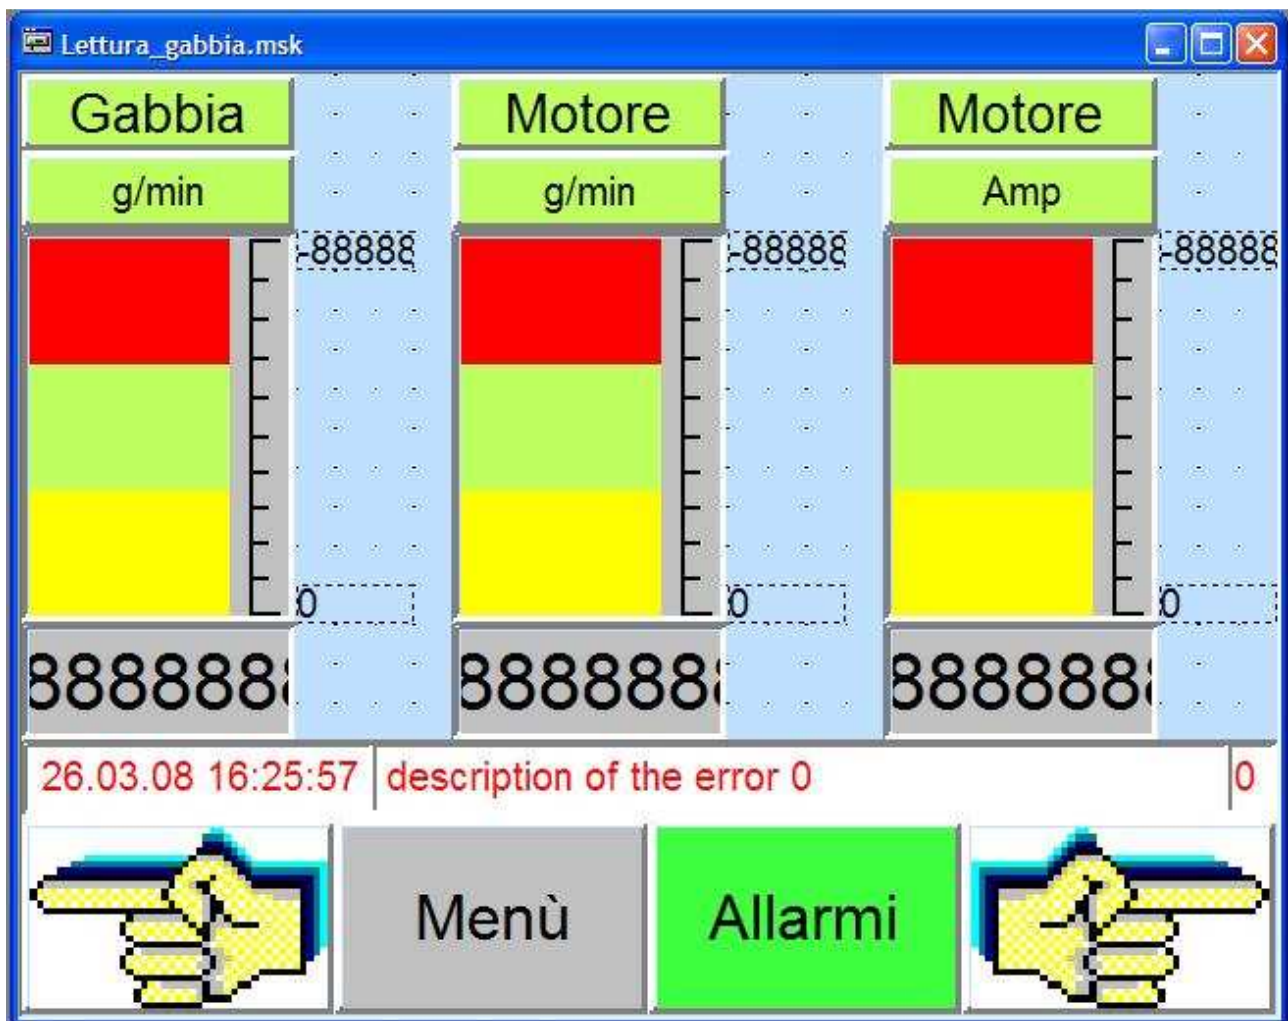 Lettura_gabbia.msk
Gabbia Motore Motore
g/min g/min Amp
-88888 -88888 -88888
0 0 0
8888888 8888888 8888888
26.03.08 16:25:57 description of the error 0 0
Menù Allarmi